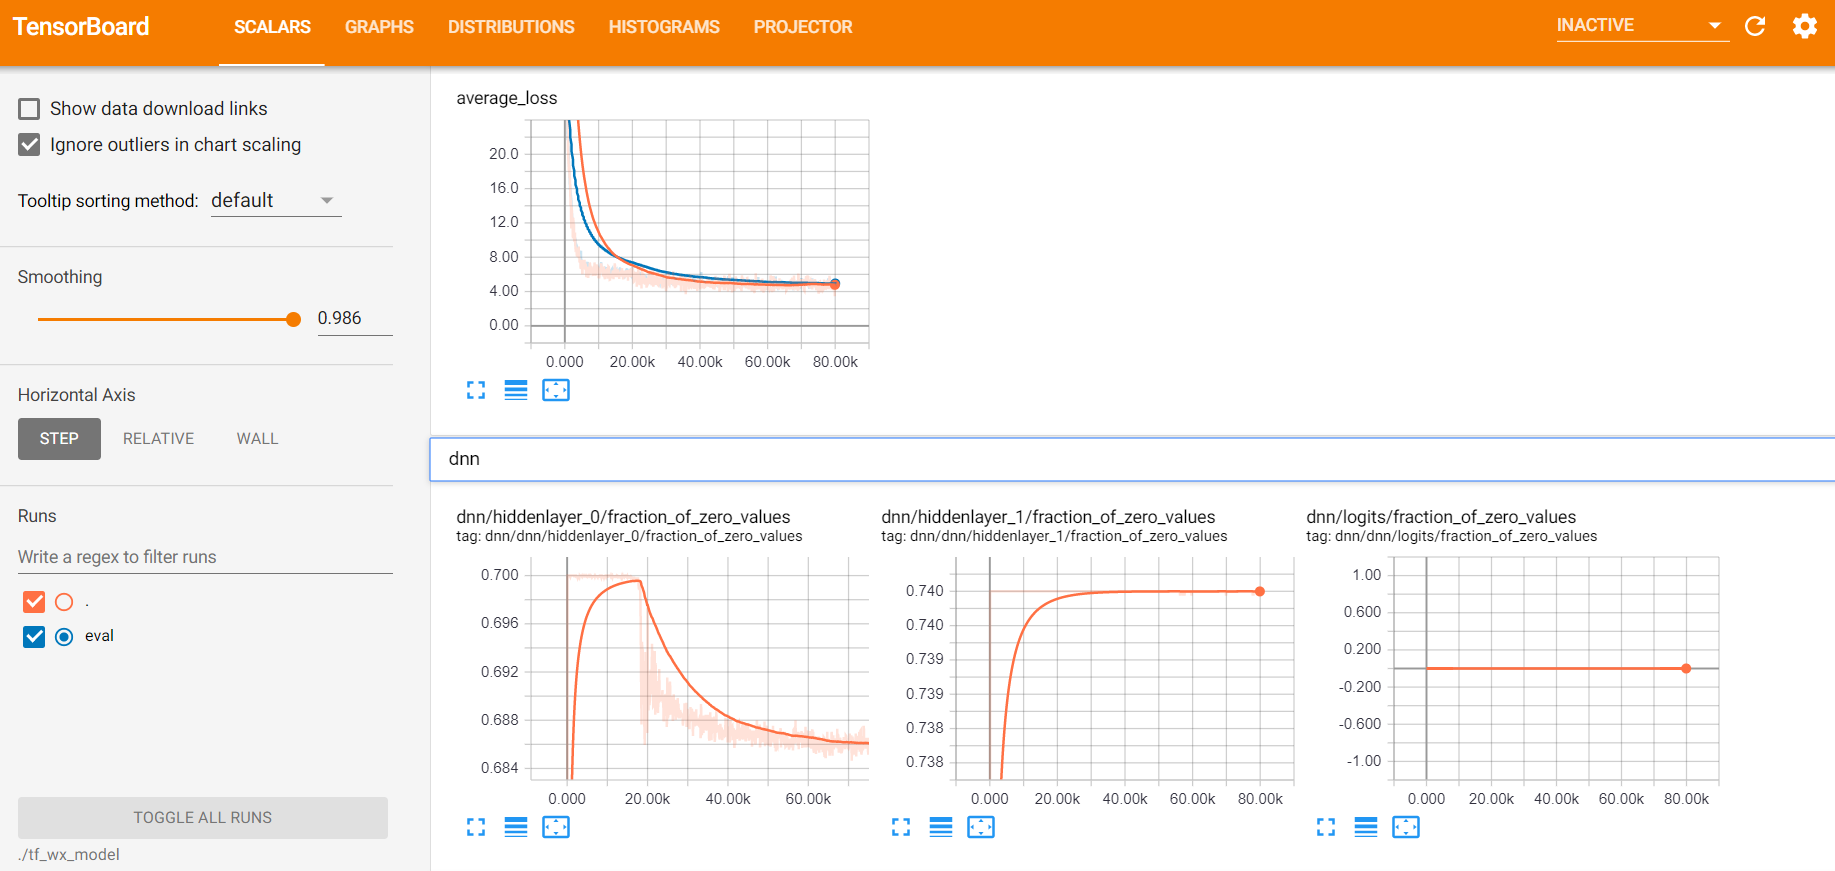 TensorBoard
SCALARS GRAPHS DISTRIBUTIONS HISTOGRAMS PROJECTOR
INACTIVE
Show data download links
Ignore outliers in chart scaling
Tooltip sorting method: default
Smoothing
0.986
Horizontal Axis
STEP RELATIVE WALL
Runs
Write a regex to filter runs
.
eval
TOGGLE ALL RUNS
./tf_wx_model
average_loss
20.0
16.0
12.0
8.00
4.00
0.00
0.000 20.00k 40.00k 60.00k 80.00k
dnn
dnn/hiddenlayer_0/fraction_of_zero_values
tag: dnn/dnn/hiddenlayer_0/fraction_of_zero_values
0.700
0.696
0.692
0.688
0.684
0.000 20.00k 40.00k 60.00k
dnn/hiddenlayer_1/fraction_of_zero_values
tag: dnn/dnn/hiddenlayer_1/fraction_of_zero_values
0.740
0.740
0.739
0.739
0.738
0.738
0.000 20.00k 40.00k 60.00k 80.00k
dnn/logits/fraction_of_zero_values
tag: dnn/dnn/logits/fraction_of_zero_values
1.00
0.600
0.200
-0.200
-0.600
-1.00
0.000 20.00k 40.00k 60.00k 80.00k